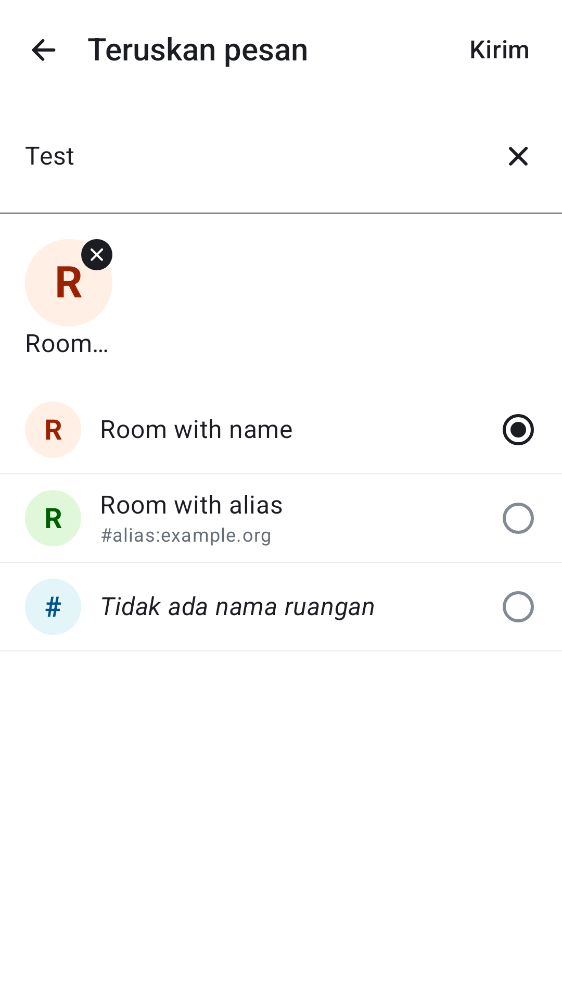 Teruskan pesan
Kirim
Test
R
Room…
R
Room with name
R
Room with alias
#alias:example.org
#
Tidak ada nama ruangan